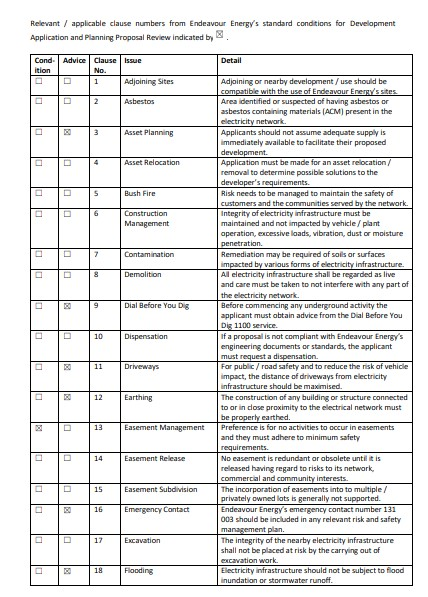 Relevant / applicable clause numbers from Endeavour Energy's standard conditions for Development
Application and Planning Proposal Review indicated by ☒ .
Cond-
ition
Advice
Clause
No.
Issue
Detail
☐ ☐ 1 Adjoining Sites Adjoining or nearby development / use should be
compatible with the use of Endeavour Energy's sites.
☐ ☐ 2 Asbestos Area identified or suspected of having asbestos or
asbestos containing materials (ACM) present in the
electricity network.
☐ ☒ 3 Asset Planning Applicants should not assume adequate supply is
immediately available to facilitate their proposed
development.
☐ ☐ 4 Asset Relocation Application must be made for an asset relocation /
removal to determine possible solutions to the
developer's requirements.
☐ ☐ 5 Bush Fire Risk needs to be managed to maintain the safety of
customers and the communities served by the network.
☐ ☐ 6 Construction Integrity of electricity infrastructure must be
Management maintained and not impacted by vehicle / plant
operation, excessive loads, vibration, dust or moisture
penetration.
☐ ☐ 7 Contamination Remediation may be required of soils or surfaces
impacted by various forms of electricity infrastructure.
☐ ☐ 8 Demolition All electricity infrastructure shall be regarded as live
and care must be taken to not interfere with any part of
the electricity network.
☐ ☒ 9 Dial Before You Dig Before commencing any underground activity the
applicant must obtain advice from the Dial Before You
Dig 1100 service.
☐ ☐ 10 Dispensation If a proposal is not compliant with Endeavour Energy's
engineering documents or standards, the applicant
must request a dispensation.
☐ ☒ 11 Driveways For public / road safety and to reduce the risk of vehicle
impact, the distance of driveways from electricity
infrastructure should be maximised.
☐ ☒ 12 Earthing The construction of any building or structure connected
to or in close proximity to the electrical network must
be properly earthed.
☒ ☐ 13 Easement Management Preference is for no activities to occur in easements
and they must adhere to minimum safety
requirements.
☐ ☐ 14 Easement Release No easement is redundant or obsolete until it is
released having regard to risks to its network,
commercial and community interests.
☐ ☐ 15 Easement Subdivision The incorporation of easements into to multiple /
privately owned lots is generally not supported.
☐ ☒ 16 Emergency Contact Endeavour Energy's emergency contact number 131
003 should be included in any relevant risk and safety
management plan.
☐ ☐ 17 Excavation The integrity of the nearby electricity infrastructure
shall not be placed at risk by the carrying out of
excavation work.
☐ ☒ 18 Flooding Electricity infrastructure should not be subject to flood
inundation or stormwater runoff.